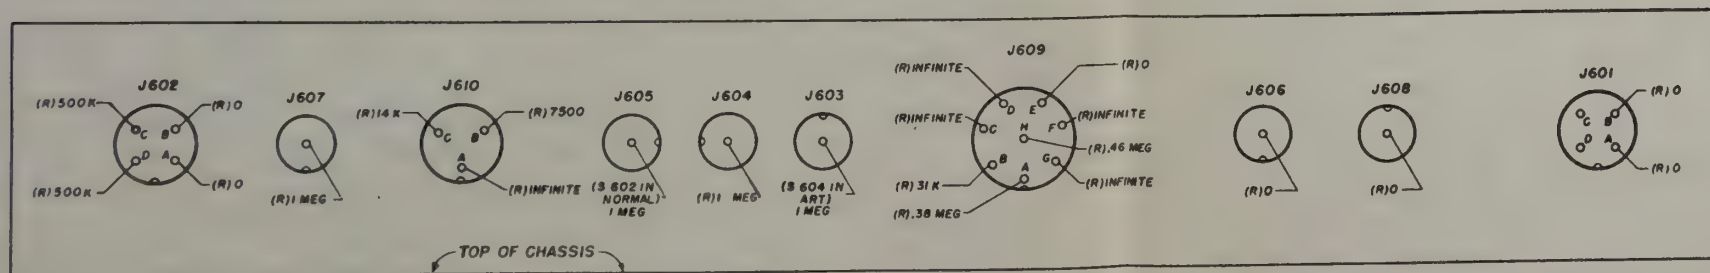 J602
(R)500K
(R)0
C B
D A
(R)500K
(R)0
J607
(R)1 MEG
J610
(R)14K
(R)7500
C B
A
(R)INFINITE
J605
(S 602 IN
NORMAL)
1 MEG
J604
(R)1 MEG
J603
(S 604 IN
ART)
1 MEG
J609
(R)INFINITE
(R)0
D E
(R)INFINITE
(R)INFINITE
C H F
(R).46 MEG
B A G
(R)31K
(R)INFINITE
(R).38 MEG
J606
(R)0
J608
(R)0
J601
(R)0
C B
D A
(R)0
TOP OF CHASSIS